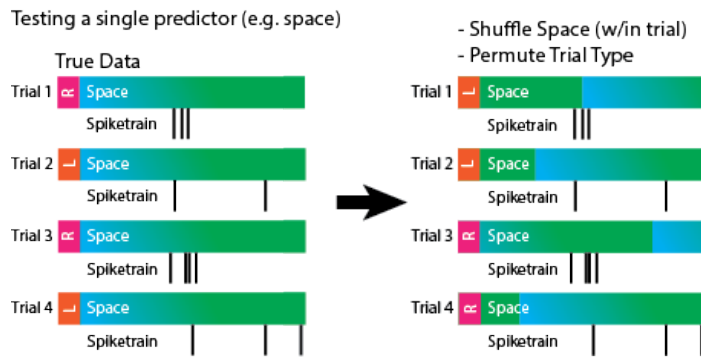 Testing a single predictor (e.g. space)
- Shuffle Space (w/in trial)
- Permute Trial Type
True Data
Trial 1 R Space
Spiketrain
Trial 2 L Space
Spiketrain
Trial 3 R Space
Spiketrain
Trial 4 L Space
Spiketrain
Trial 1 L Space
Spiketrain
Trial 2 L Space
Spiketrain
Trial 3 R Space
Spiketrain
Trial 4 R Space
Spiketrain